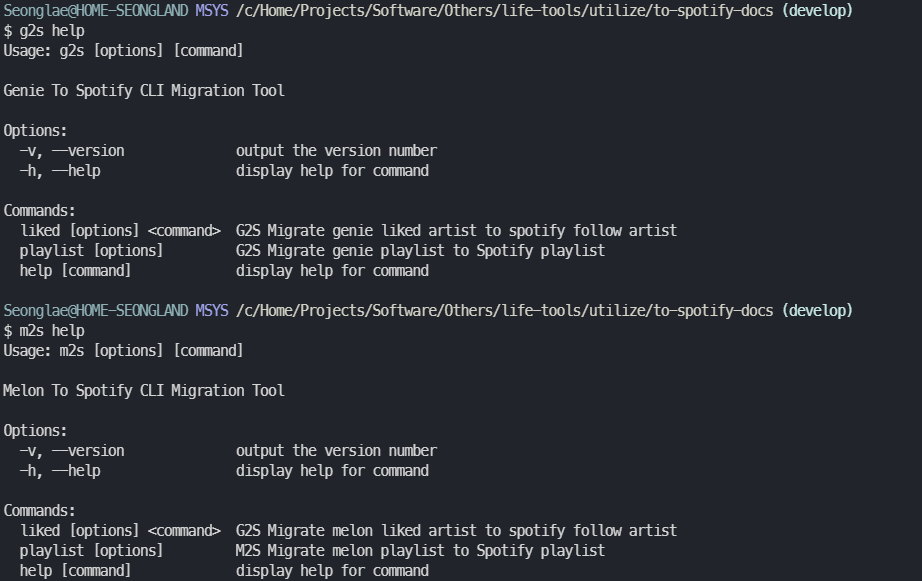 Seonglae@HOME-SEONGLAND MSYS /c/Home/Projects/Software/Others/life-tools/utilize/to-spotify-docs (develop)
$ g2s help
Usage: g2s [options] [command]
Genie To Spotify CLI Migration Tool
Options:
  -v, --version              output the version number
  -h, --help                 display help for command
Commands:
  liked [options] <command>  G2S Migrate genie liked artist to spotify follow artist
  playlist [options]         G2S Migrate genie playlist to Spotify playlist
  help [command]             display help for command
Seonglae@HOME-SEONGLAND MSYS /c/Home/Projects/Software/Others/life-tools/utilize/to-spotify-docs (develop)
$ m2s help
Usage: m2s [options] [command]
Melon To Spotify CLI Migration Tool
Options:
  -v, --version              output the version number
  -h, --help                 display help for command
Commands:
  liked [options] <command>  G2S Migrate melon liked artist to spotify follow artist
  playlist [options]         M2S Migrate melon playlist to Spotify playlist
  help [command]             display help for command